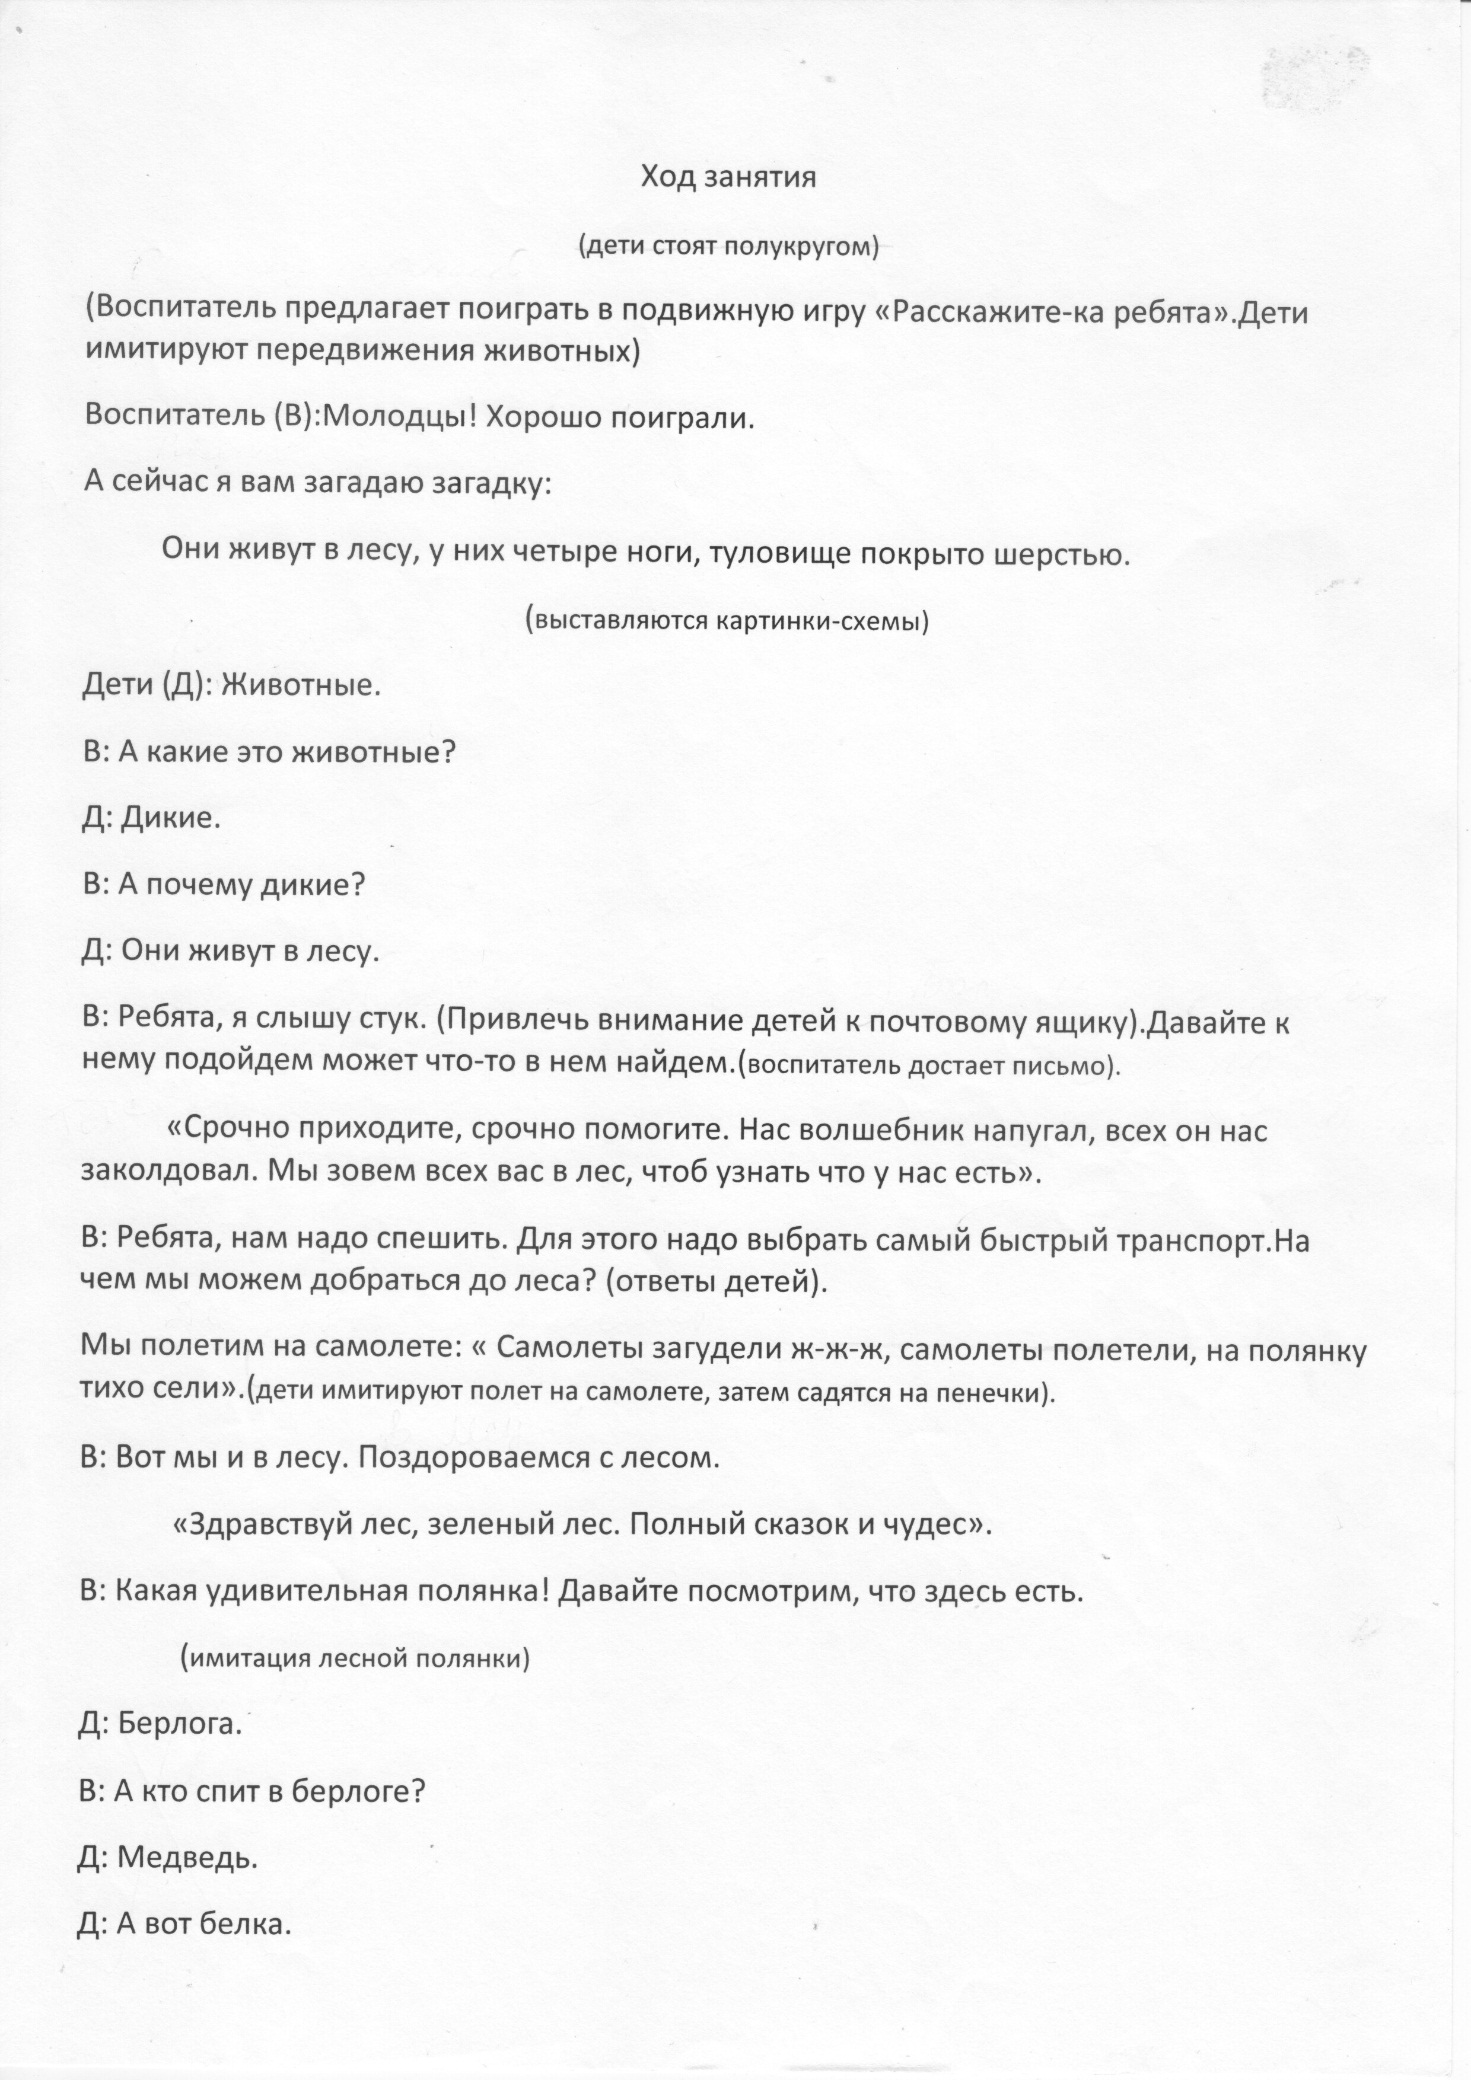 Ход занятия
(дети стоят полукругом)
(Воспитатель предлагает поиграть в подвижную игру «Расскажите-ка ребята».Дети
имитируют передвижения животных)
Воспитатель (В):Молодцы! Хорошо поиграли.
А сейчас я вам загадаю загадку:
Они живут в лесу, у них четыре ноги, туловище покрыто шерстью.
(выставляются картинки-схемы)
Дети (Д): Животные.
В: А какие это животные?
Д: Дикие.
В: А почему дикие?
Д: Они живут в лесу.
В: Ребята, я слышу стук. (Привлечь внимание детей к почтовому ящику).Давайте к
нему подойдем может что-то в нем найдем.(воспитатель достает письмо).
«Срочно приходите, срочно помогите. Нас волшебник напугал, всех он нас
заколдовал. Мы зовем всех вас в лес, чтоб узнать что у нас есть».
В: Ребята, нам надо спешить. Для этого надо выбрать самый быстрый транспорт.На
чем мы можем добраться до леса? (ответы детей).
Мы полетим на самолете: « Самолеты загудели ж-ж-ж, самолеты полетели, на полянку
тихо сели».(дети имитируют полет на самолете, затем садятся на пенечки).
В: Вот мы и в лесу. Поздороваемся с лесом.
«Здравствуй лес, зеленый лес. Полный сказок и чудес».
В: Какая удивительная полянка! Давайте посмотрим, что здесь есть.
(имитация лесной полянки)
Д: Берлога.
В: А кто спит в берлоге?
Д: Медведь.
Д: А вот белка.